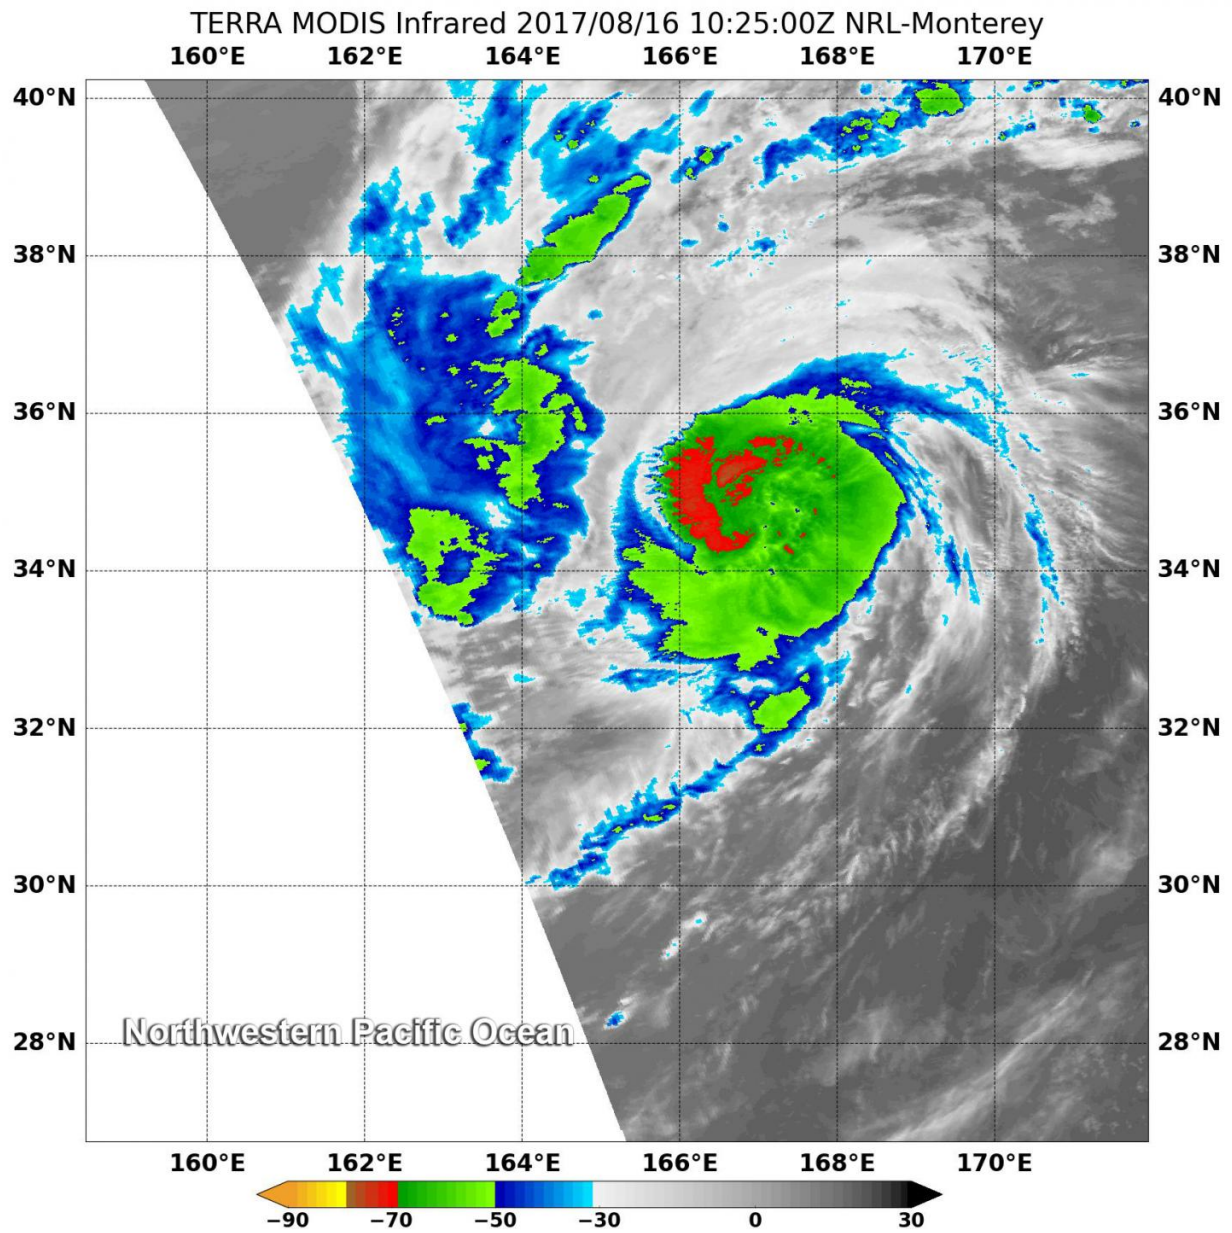 TERRA MODIS Infrared 2017/08/16 10:25:00Z NRL-Monterey
160°E 162°E 164°E 166°E 168°E 170°E
40°N 40°N
38°N 38°N
36°N 36°N
34°N 34°N
32°N 32°N
30°N 30°N
Northwestern Pacific Ocean
28°N 28°N
160°E 162°E 164°E 166°E 168°E 170°E
−90 −70 −50 −30 0 30